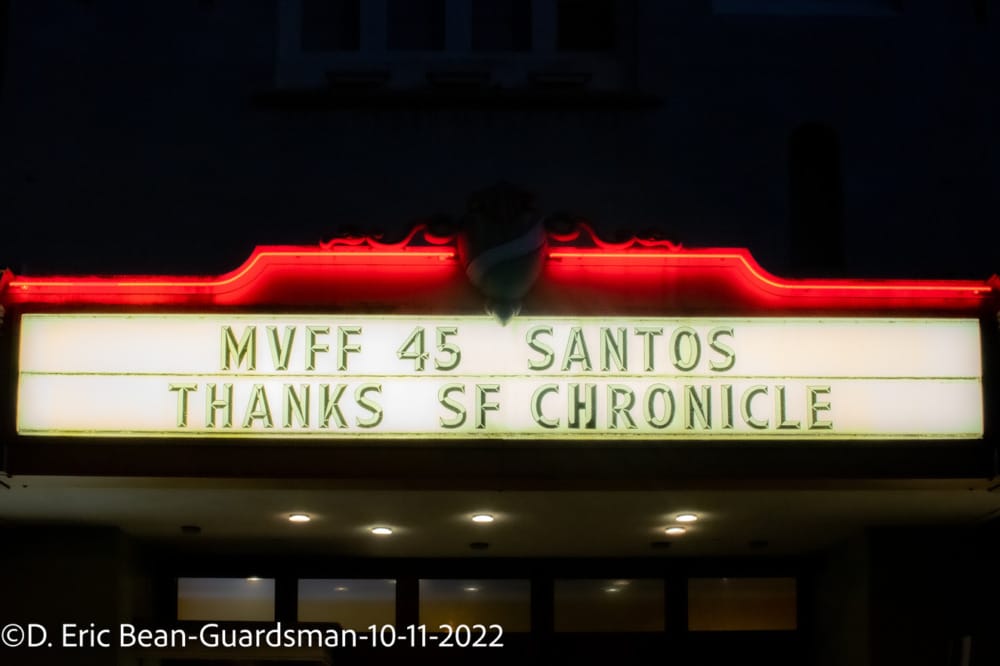 MVFF 45 SANTOS
THANKS SF CHRONICLE
©D. Eric Bean-Guardsman-10-11-2022